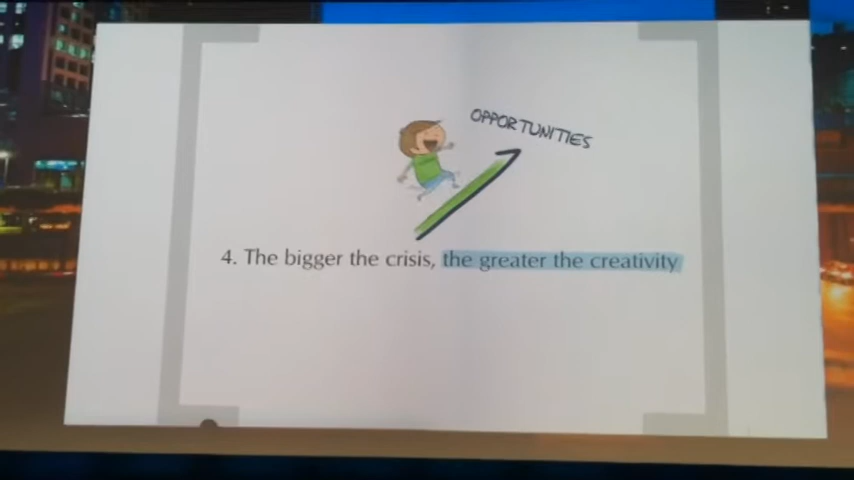 OPPORTUNITIES
4. The bigger the crisis, the greater the creativity